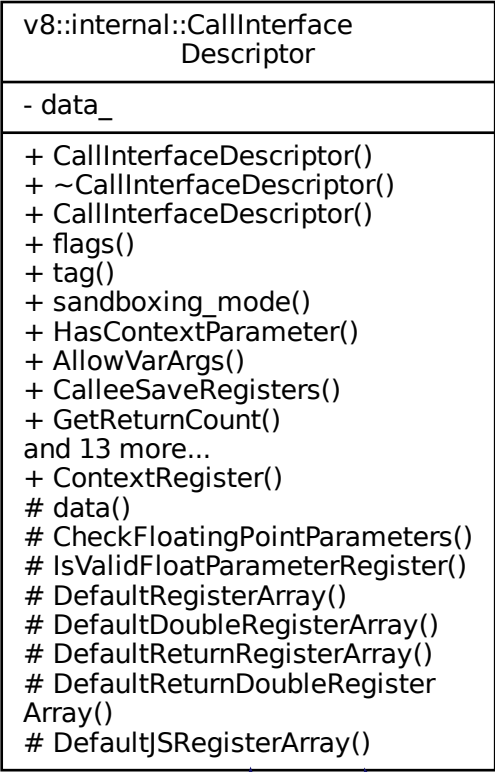 v8::internal::CallInterface
Descriptor
- data_
+ CallInterfaceDescriptor()
+ ~CallInterfaceDescriptor()
+ CallInterfaceDescriptor()
+ flags()
+ tag()
+ sandboxing_mode()
+ HasContextParameter()
+ AllowVarArgs()
+ CalleeSaveRegisters()
+ GetReturnCount()
and 13 more...
+ ContextRegister()
# data()
# CheckFloatingPointParameters()
# IsValidFloatParameterRegister()
# DefaultRegisterArray()
# DefaultDoubleRegisterArray()
# DefaultReturnRegisterArray()
# DefaultReturnDoubleRegister
Array()
# DefaultJSRegisterArray()